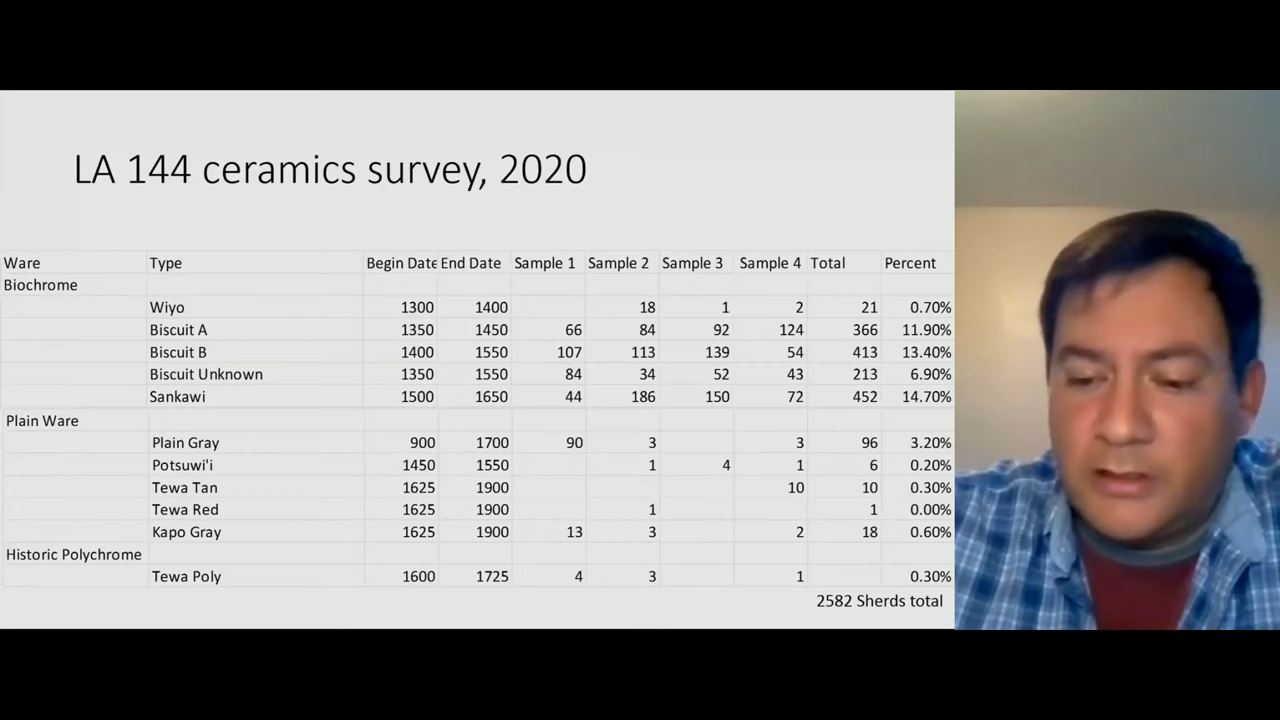 LA 144 ceramics survey, 2020
Ware Type Begin Date End Date Sample 1 Sample 2 Sample 3 Sample 4 Total Percent
Biochrome
Wiyo 1300 1400 18 1 2 21 0.70%
Biscuit A 1350 1450 66 84 92 124 366 11.90%
Biscuit B 1400 1550 107 113 139 54 413 13.40%
Biscuit Unknown 1350 1550 84 34 52 43 213 6.90%
Sankawi 1500 1650 44 186 150 72 452 14.70%
Plain Ware
Plain Gray 900 1700 90 3 3 96 3.20%
Potsuwi'i 1450 1550 1 4 1 6 0.20%
Tewa Tan 1625 1900 10 10 0.30%
Tewa Red 1625 1900 1 1 0.00%
Kapo Gray 1625 1900 13 3 2 18 0.60%
Historic Polychrome
Tewa Poly 1600 1725 4 3 1 0.30%
2582 Sherds total